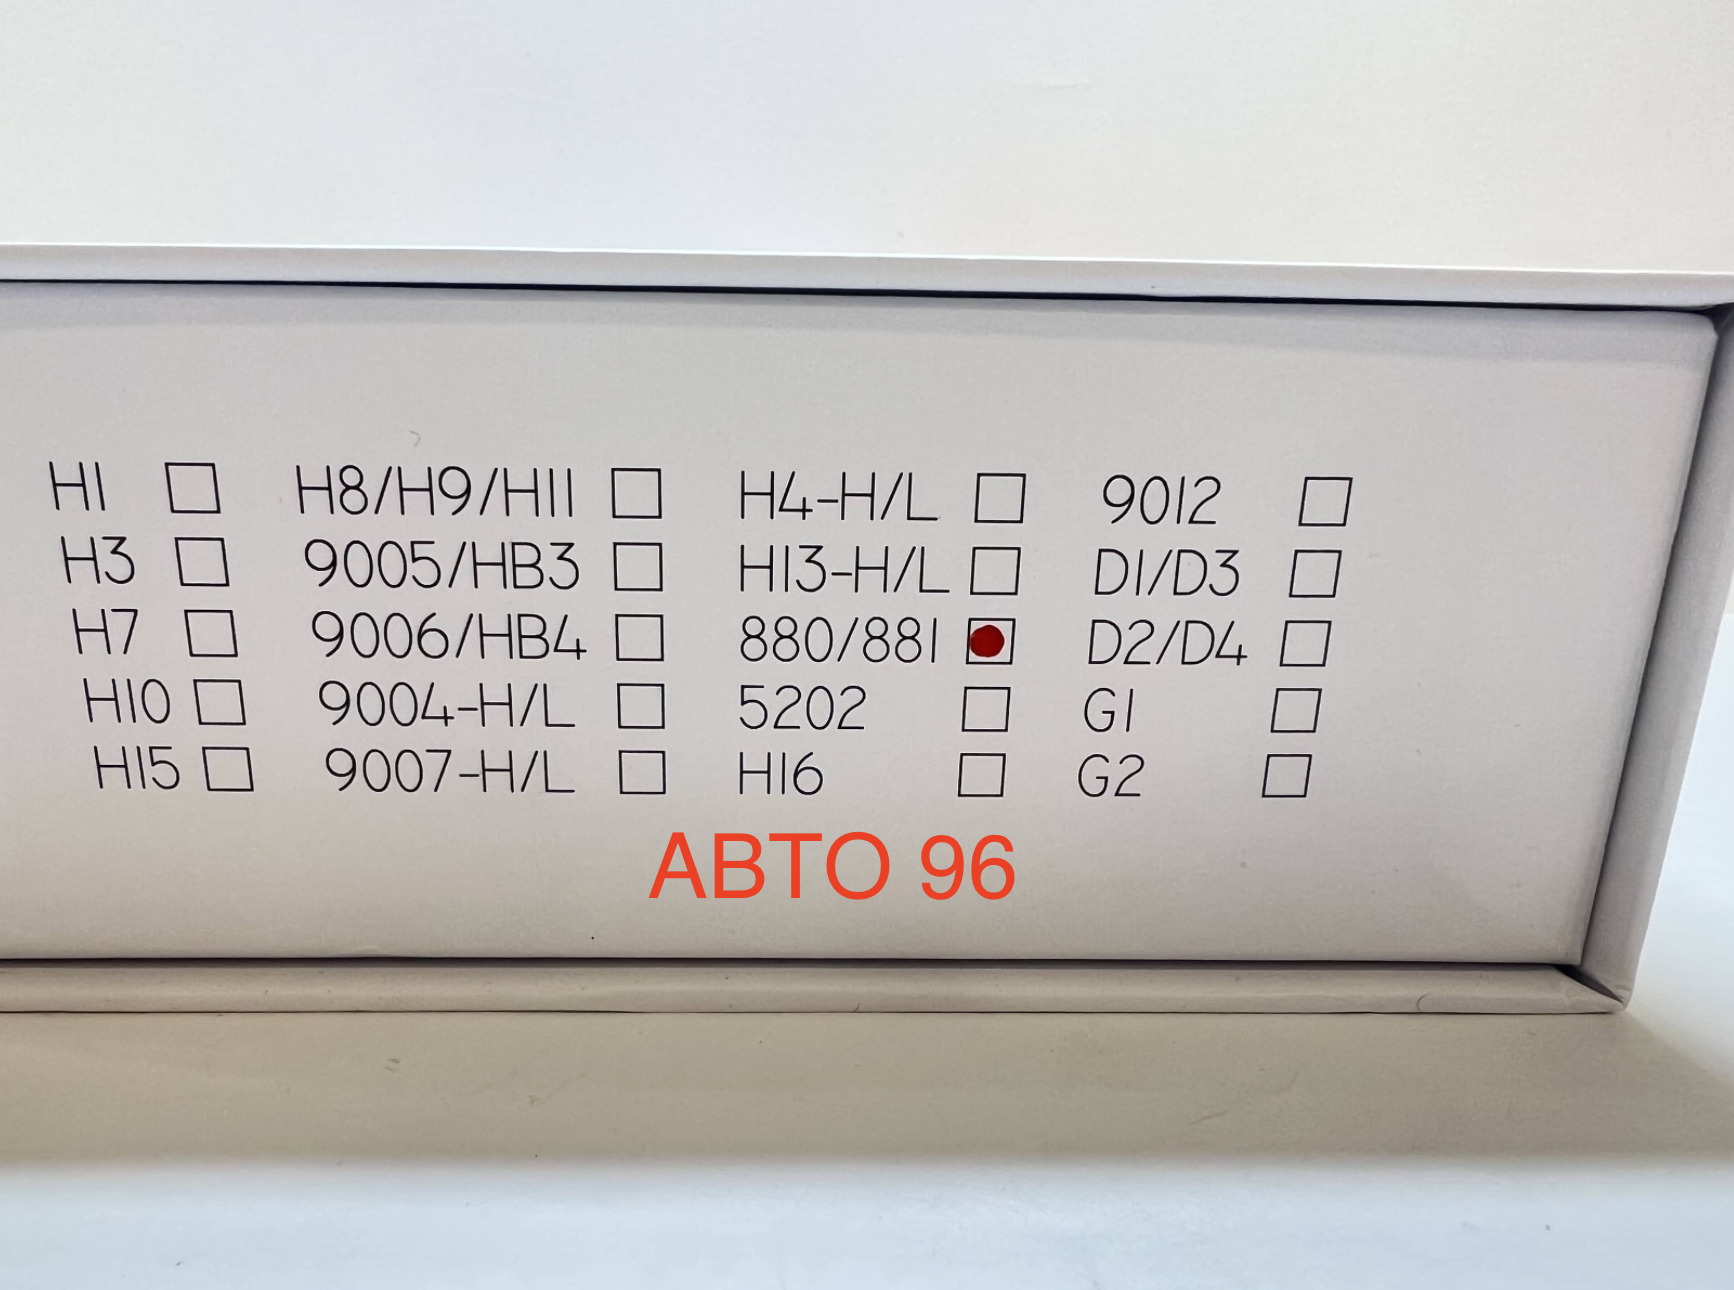 H1 H8/H9/H11 H4-H/L 9012
H3 9005/HB3 H13-H/L D1/D3
H7 9006/HB4 880/881 D2/D4
H10 9004-H/L 5202 G1
H15 9007-H/L H16 G2
АВТО 96